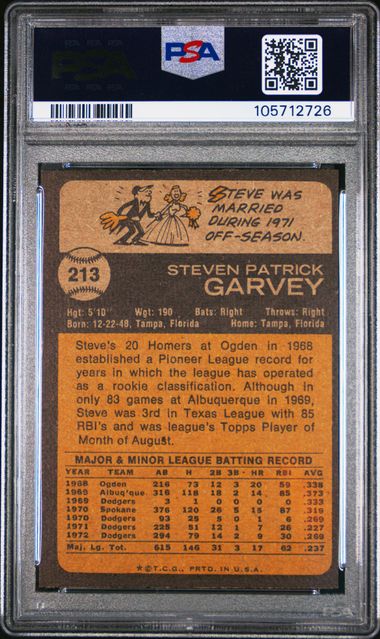 PSA
105712726
STEVE WAS
MARRIED
DURING 1971
OFF-SEASON.
213
STEVEN PATRICK
GARVEY
Hgt: 5'10" Wgt: 190 Bats: Right Throws: Right
Born: 12-22-48, Tampa, Florida Home: Tampa, Florida
Steve's 20 Homers at Ogden in 1968
established a Pioneer League record for
years in which the league has operated
as a rookie classification. Although in
only 83 games at Albuquerque in 1969,
Steve was 3rd in Texas League with 85
RBI's and was league's Topps Player of
Month of August.
MAJOR & MINOR LEAGUE BATTING RECORD
YEAR TEAM AB H 2B 3B HR RBI AVG
1968 Ogden 216 73 12 3 20 59 .338
1969 Albuq'que 316 118 18 2 14 85 .373
1969 Dodgers 3 1 0 0 0 0 .333
1970 Spokane 376 120 26 5 15 87 .319
1970 Dodgers 93 25 5 0 1 6 .269
1971 Dodgers 225 51 12 1 7 26 .227
1972 Dodgers 294 79 14 2 9 30 .269
Maj. Lg. Tot. 615 146 31 3 17 62 .237
*©T.C.G., PRTD. IN U.S.A.